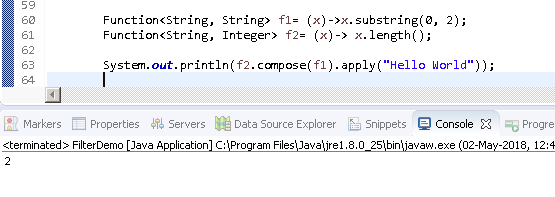 59
60 Function<String, String> f1= (x)->x.substring(0, 2);
61 Function<String, Integer> f2= (x)-> x.length();
62
63 System.out.println(f2.compose(f1).apply("Hello World"));
64
Markers Properties Servers Data Source Explorer Snippets Console Progre
<terminated> FilterDemo [Java Application] C:\Program Files\Java\jre1.8.0_25\bin\javaw.exe (02-May-2018, 12:4
2